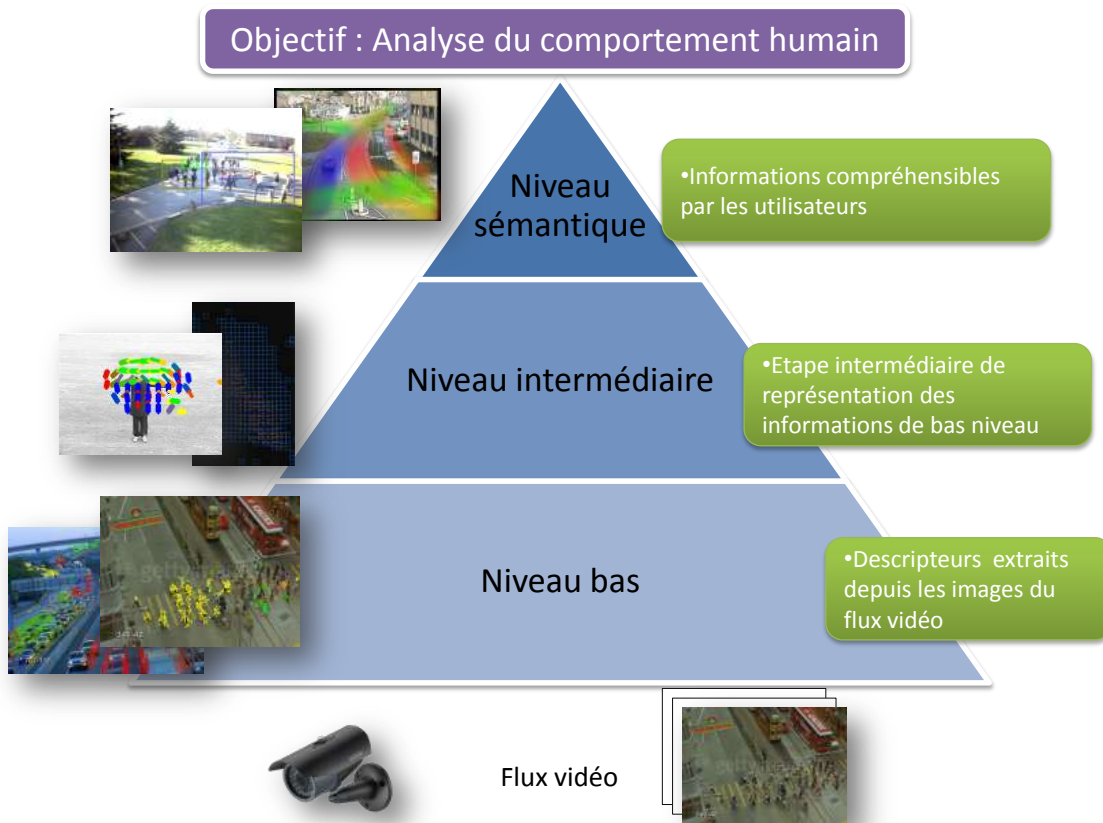 Objectif : Analyse du comportement humain
Niveau
sémantique
•Informations compréhensibles
par les utilisateurs
Niveau intermédiaire
•Etape intermédiaire de
représentation des
informations de bas niveau
Niveau bas
•Descripteurs extraits
depuis les images du
flux vidéo
Flux vidéo